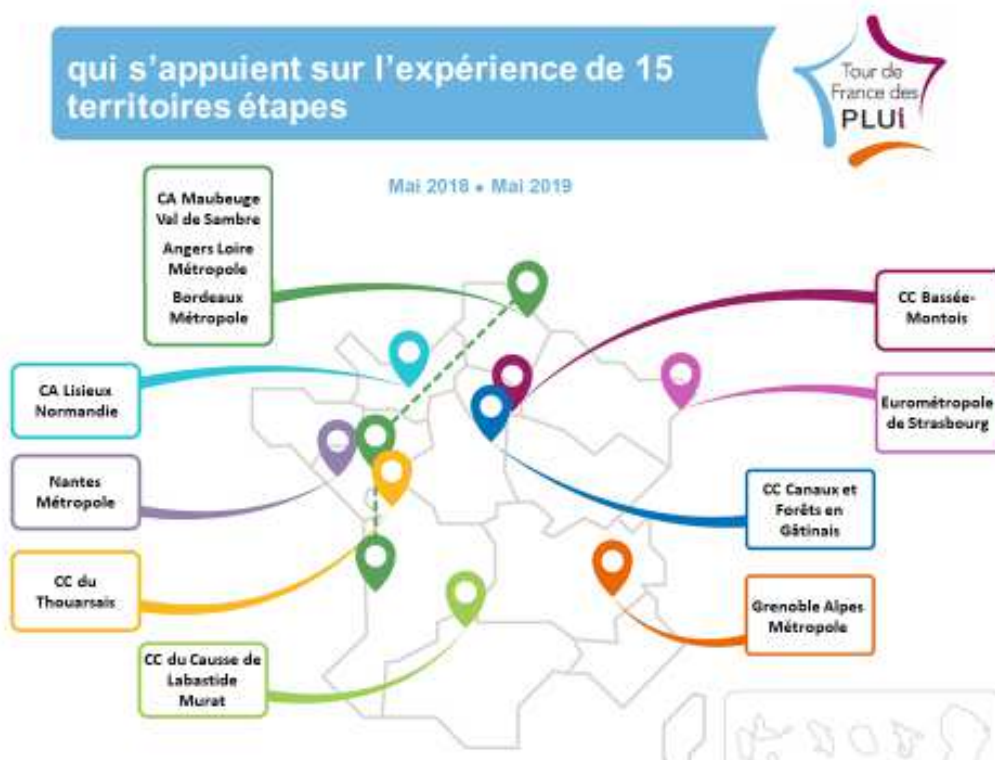 qui s’appuient sur l’expérience de 15
territoires étapes
Tour de
France des
PLUi
Mai 2018 • Mai 2019
CA Maubeuge
Val de Sambre
Angers Loire
Métropole
Bordeaux
Métropole
CC Bassée-
Montois
CA Lisieux
Normandie
Eurométropole
de Strasbourg
Nantes
Métropole
CC Canaux et
Forêts en
Gâtinais
CC du
Thouarsais
Grenoble Alpes
Métropole
CC du Causse de
Labastide
Murat